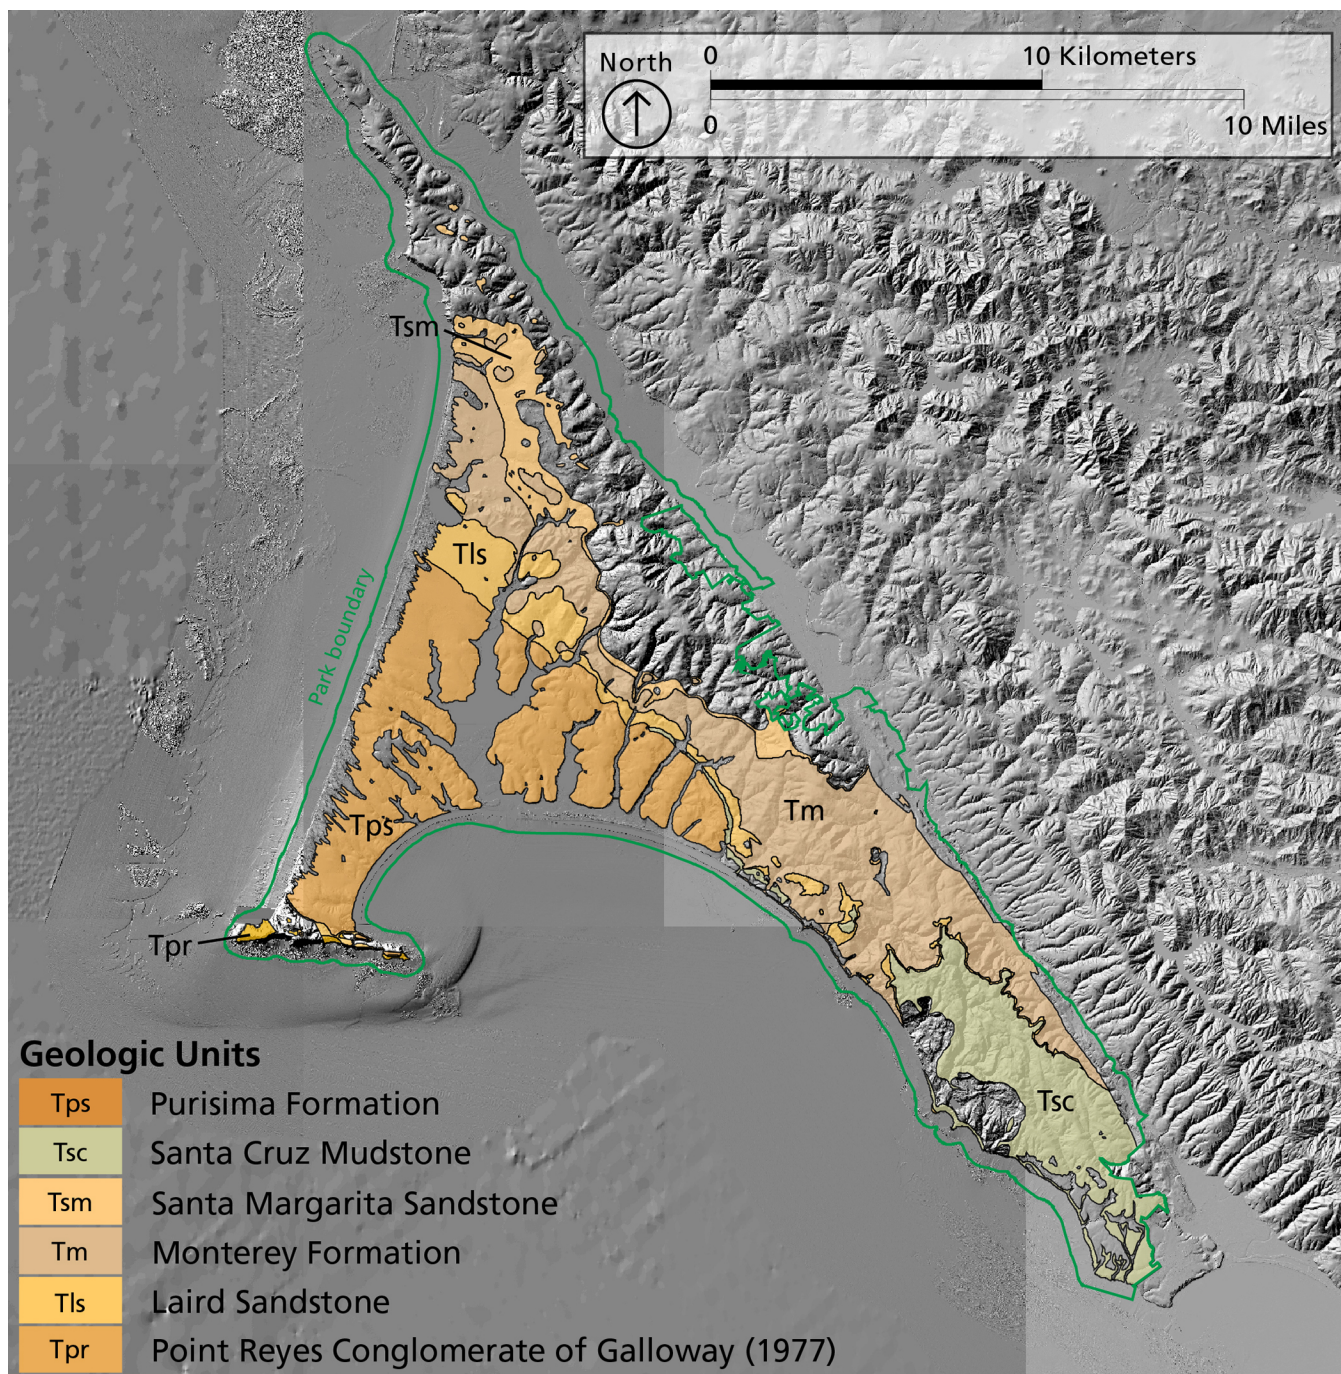 0 10 Kilometers
North
0 10 Miles
Tsm
Tls
Park boundary
Tm
Tps
Tpr
Tsc
Geologic Units
Tps Purisima Formation
Tsc Santa Cruz Mudstone
Tsm Santa Margarita Sandstone
Tm Monterey Formation
Tls Laird Sandstone
Tpr Point Reyes Conglomerate of Galloway (1977)